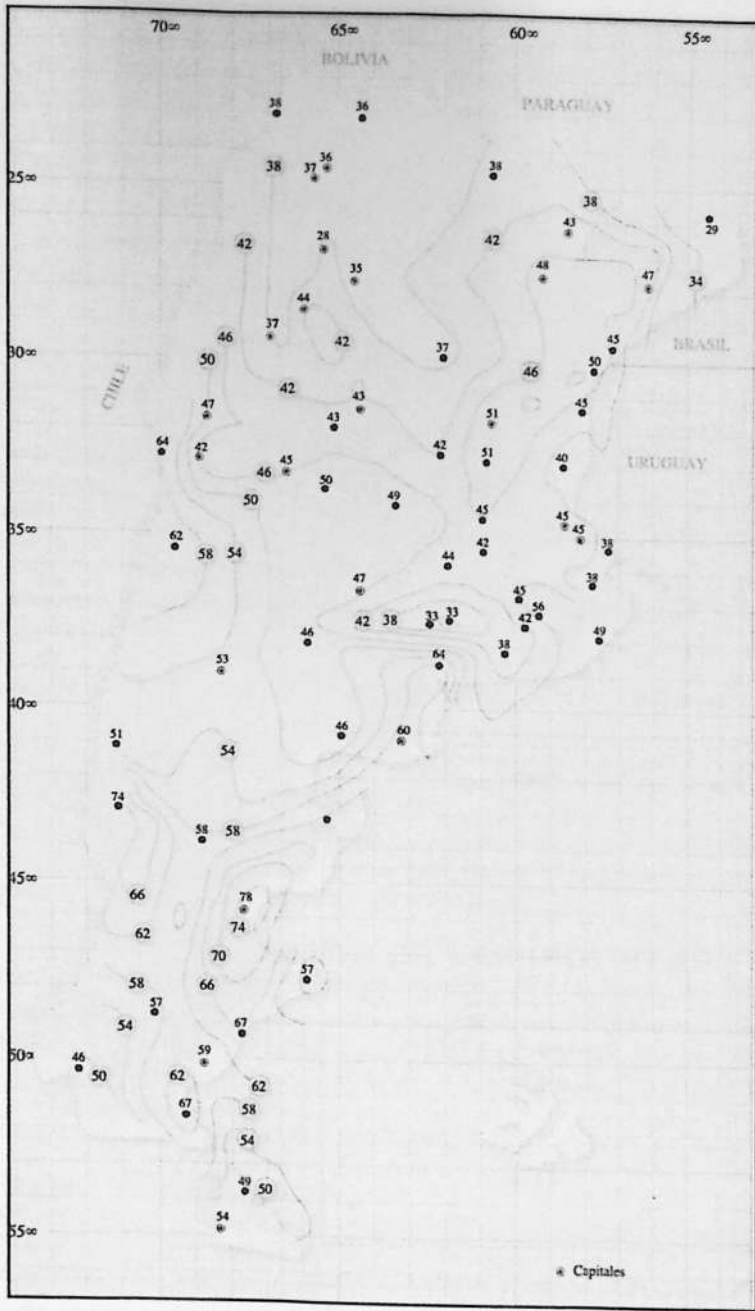 70∞ 65∞ 60∞ 55∞
BOLIVIA
38 36 PARAGUAY
38 37 36 38
25∞
38
29
43
42 28 42
35 48 47 34
44
37
46 42 45
30∞ 50 37 50 BRASIL
CHILE 42 46
47 43 43 51 45
64 42 46 45 42 51 40 URUGUAY
50 50 49
45 45 45
35∞ 62 58 54 44 42 38
47 45 38
42 38 33 33 42 56
46 38 49
53 64
40∞
51 54 46 60
74
58 58
45∞
66 78
62 74
70
58 66 57
57
54 67
50∞ 59
46 50 62 62
67 58
54
49 50
55∞ 54
Capitales